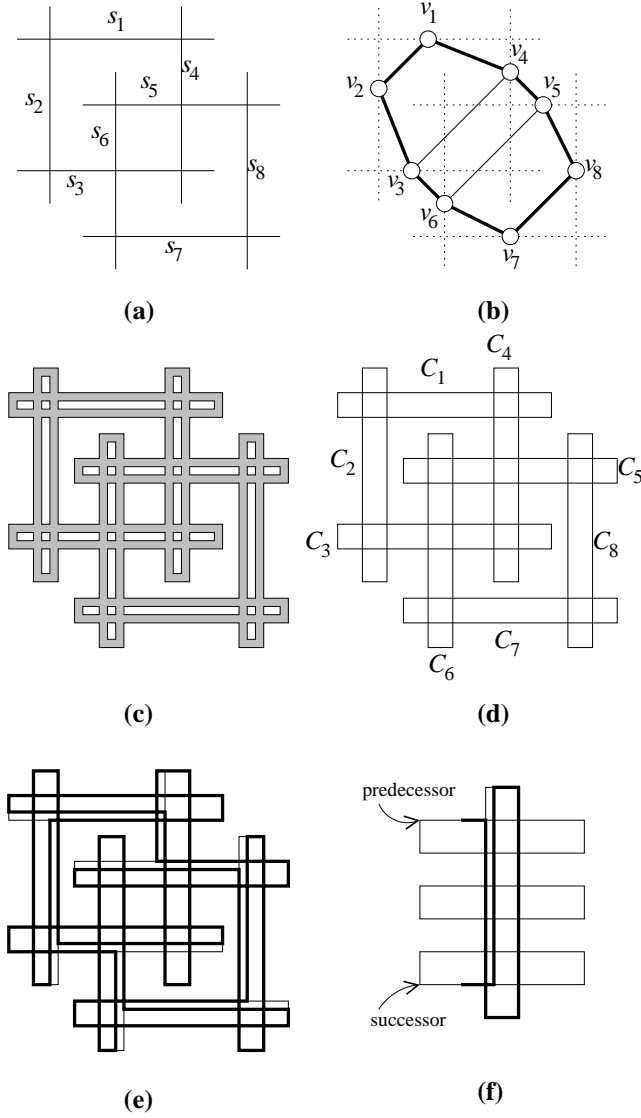 s1
s4
s2
s5
s6
s3
s8
s7
(a)
v1
v4
v2
v5
v3
v8
v6
v7
(b)
(c)
C4
C1
C2
C5
C3
C8
C7
C6
(d)
(e)
predecessor
successor
(f)